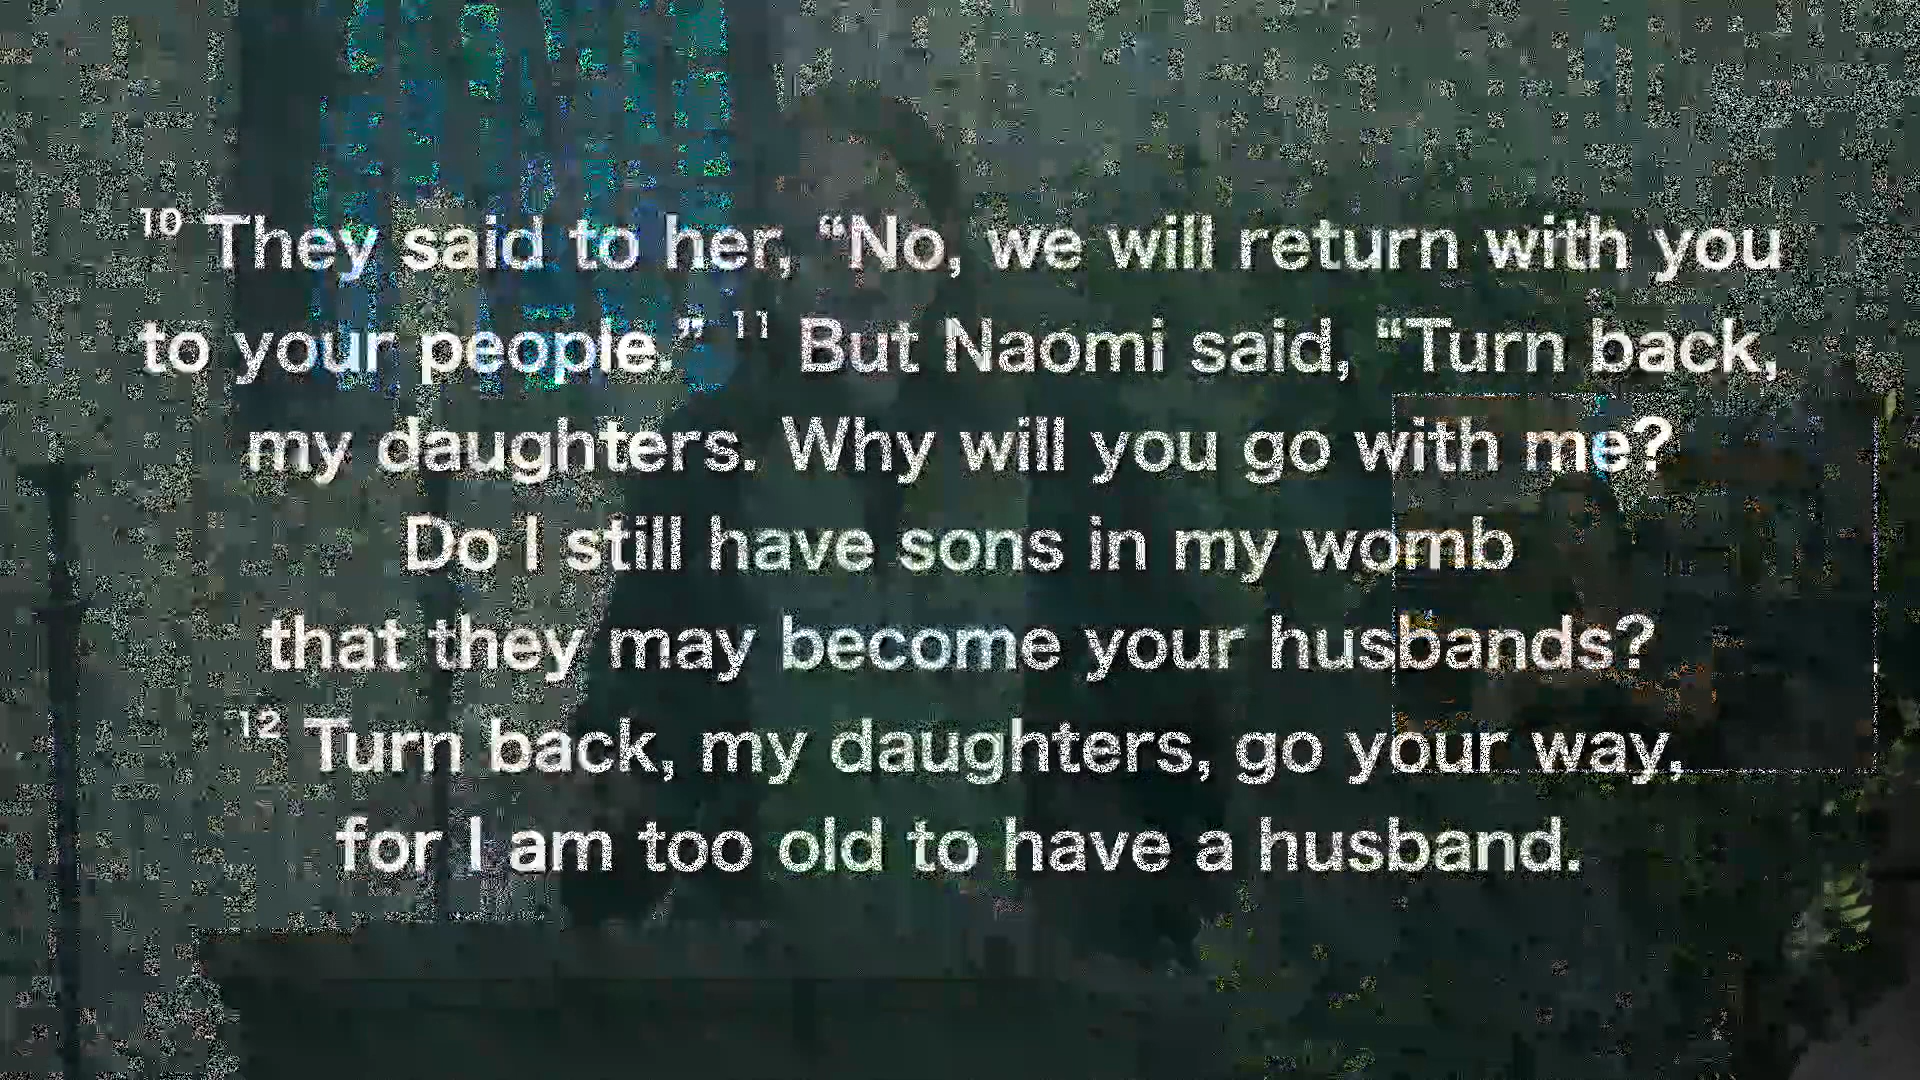 10 They said to her, “No, we will return with you
to your people.” 11 But Naomi said, “Turn back,
my daughters. Why will you go with me?
Do I still have sons in my womb
that they may become your husbands?
12 Turn back, my daughters, go your way,
for I am too old to have a husband.